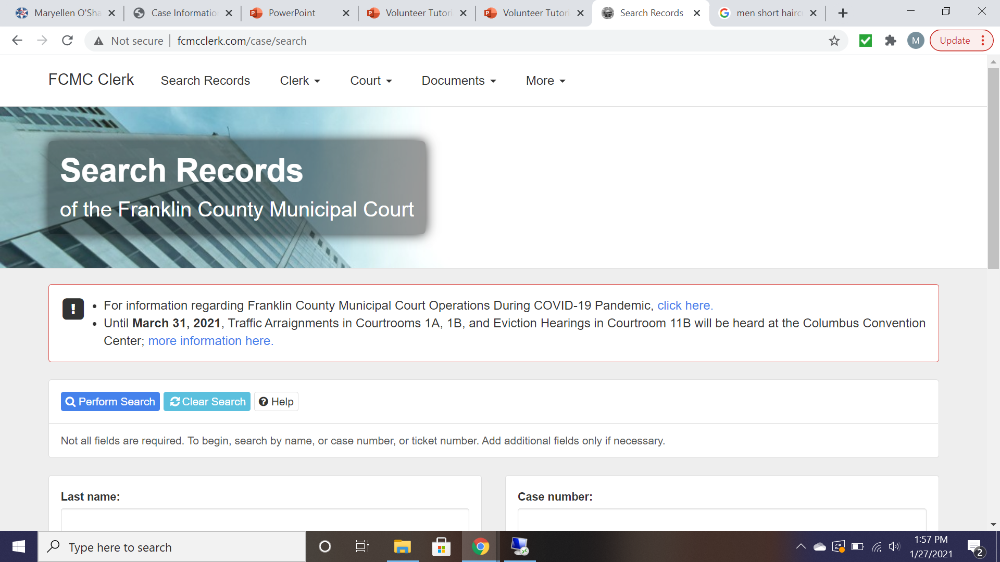 Maryellen O'Sha
Case Information
PowerPoint
Volunteer Tutori
Volunteer Tutori
Search Records
men short hairc
Not secure
fcmcclerk.com/case/search
M
Update
FCMC Clerk
Search Records
Clerk
Court
Documents
More
Search Records
of the Franklin County Municipal Court
For information regarding Franklin County Municipal Court Operations During COVID-19 Pandemic, click here.
Until March 31, 2021, Traffic Arraignments in Courtrooms 1A, 1B, and Eviction Hearings in Courtroom 11B will be heard at the Columbus Convention
Center; more information here.
Perform Search
Clear Search
Help
Not all fields are required. To begin, search by name, or case number, or ticket number. Add additional fields only if necessary.
Last name:
Case number:
Type here to search
1:57 PM
1/27/2021
2